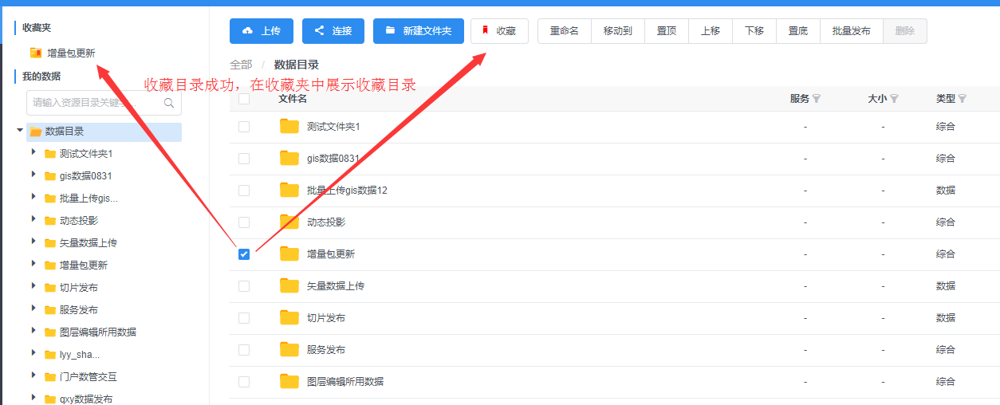 收藏夹
增量包更新
我的数据
请输入资源目录关键字...
数据目录
测试文件夹1
gis数据0831
批量上传gis...
动态投影
矢量数据上传
增量包更新
切片发布
服务发布
图层编辑所用数据
lyy_sha...
门户数管交互
qxy数据发布
上传 连接 新建文件夹 收藏 重命名 移动到 置顶 上移 下移 置底 批量发布 删除
全部 / 数据目录
收藏目录成功，在收藏夹中展示收藏目录
文件名 服务 大小 类型
测试文件夹1 - - 综合
gis数据0831 - - 综合
批量上传gis数据12 - - 数据
动态投影 - - 综合
增量包更新 - - 综合
矢量数据上传 - - 数据
切片发布 - - 数据
服务发布 - - 综合
图层编辑所用数据 - - 综合